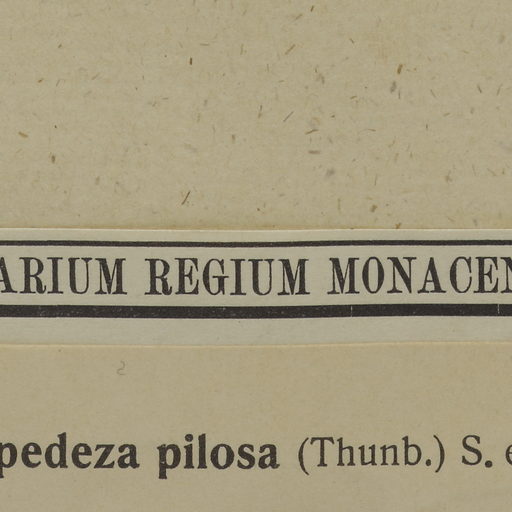 ARIUM REGIUM MONACEN
pedeza pilosa (Thunb.) S. e